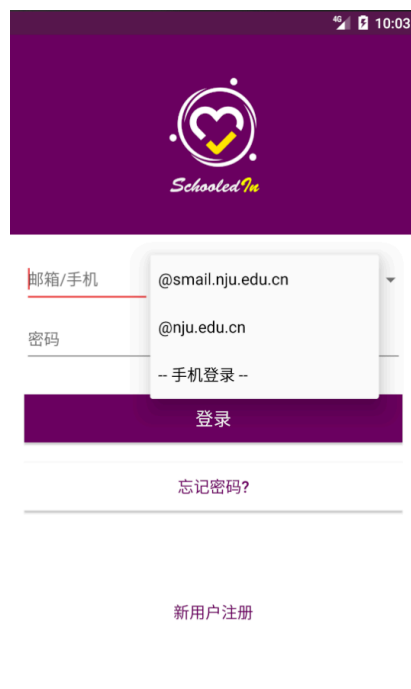 4G 10:03
SchooledIn
邮箱/手机
@smail.nju.edu.cn
@nju.edu.cn
密码
-- 手机登录 --
登录
忘记密码?
新用户注册